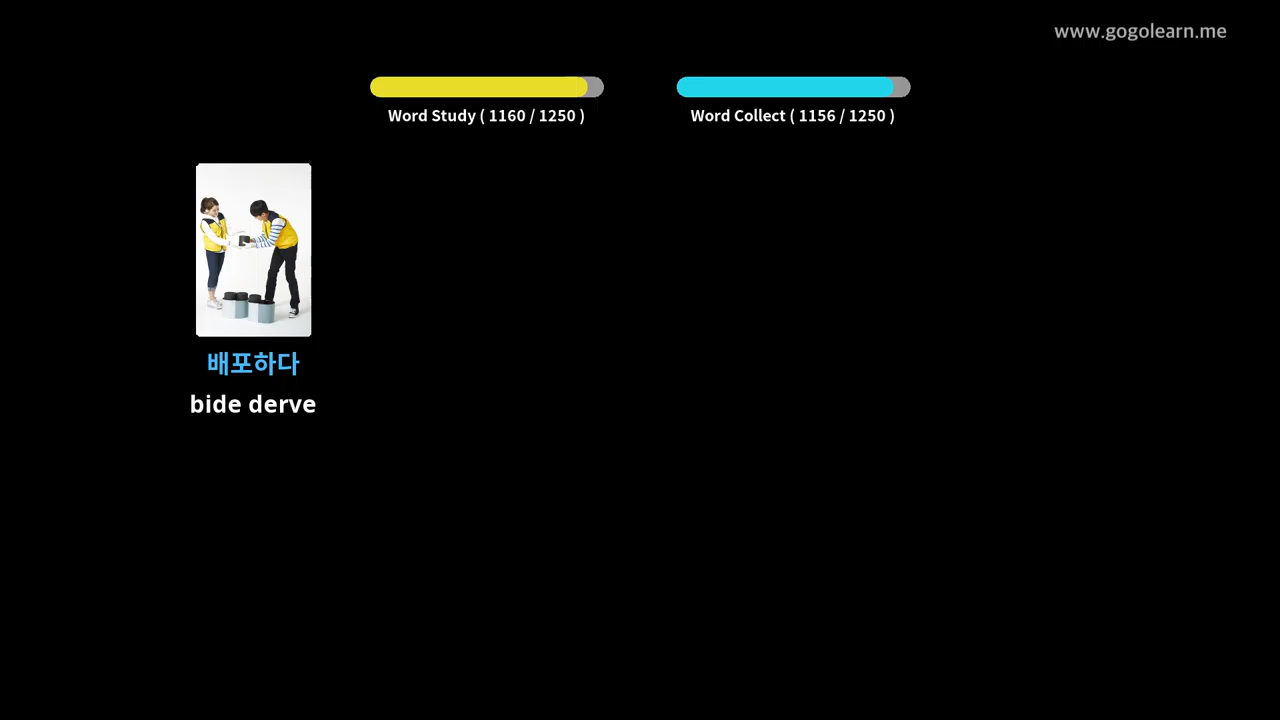 www.gogolearn.me
Word Study ( 1160 / 1250 )
Word Collect ( 1156 / 1250 )
배포하다
bide derve